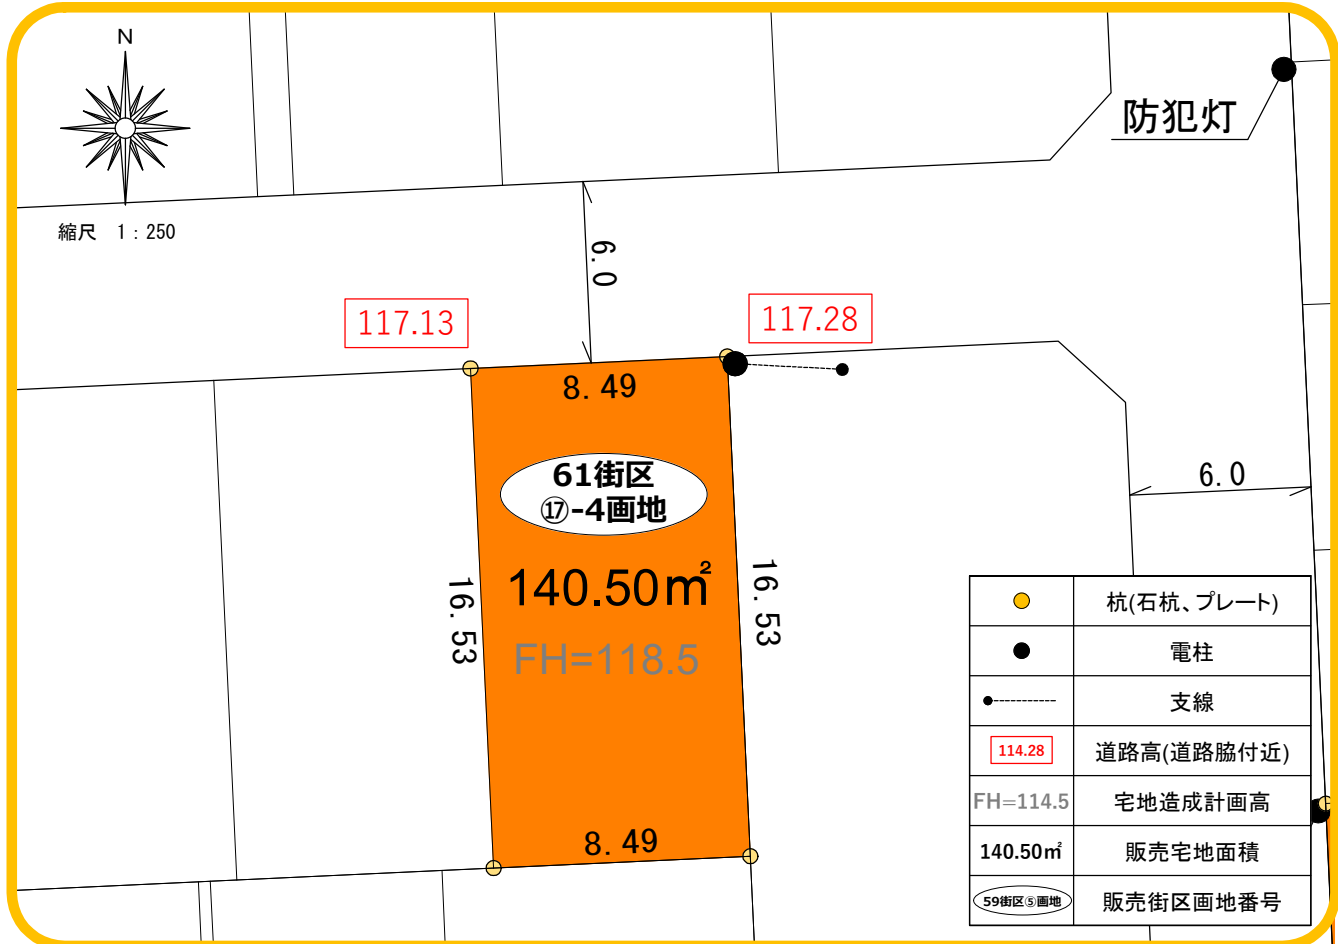 N
縮尺 1:250
防犯灯
6.0
117.13
117.28
8.49
6.0
61街区
⑰-4画地
16.53
140.50㎡
16.53
FH=118.5
8.49
杭(石杭、プレート)
電柱
支線
114.28 道路高(道路脇付近)
FH=114.5 宅地造成計画高
140.50㎡ 販売宅地面積
59街区⑤画地 販売街区画地番号